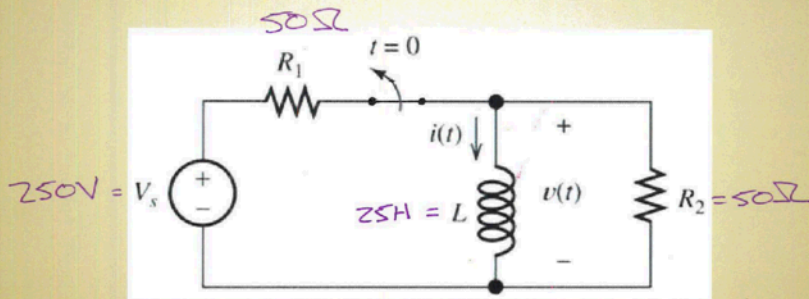 50Ω
t = 0
R₁
i(t)
+
250V = Vₛ
+
−
25H = L
v(t)
R₂ = 50Ω
−